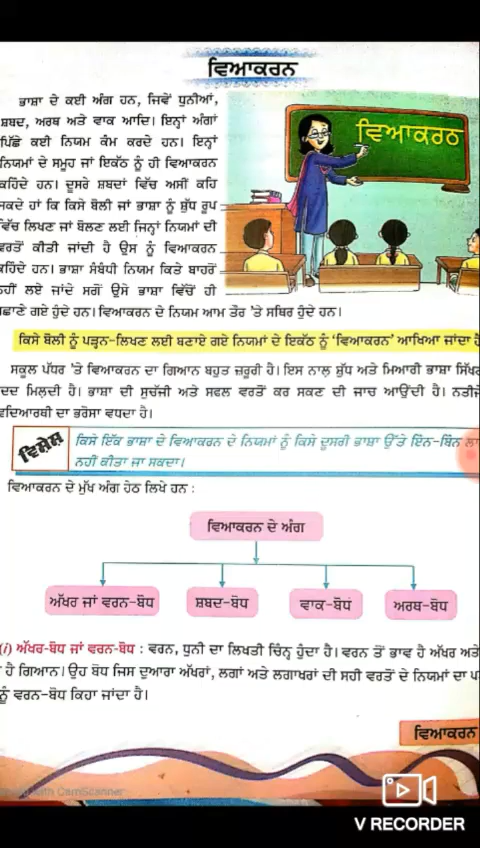 ਵਿਆਕਰਨ
ਭਾਸ਼ਾ ਦੇ ਕਈ ਅੰਗ ਹਨ, ਜਿਵੇਂ ਧੁਨੀਆਂ,
ਸ਼ਬਦ, ਅਰਥ ਅਤੇ ਵਾਕ ਆਦਿ। ਇਨ੍ਹਾਂ ਅੰਗਾਂ
ਪਿੱਛੇ ਕਈ ਨਿਯਮ ਕੰਮ ਕਰਦੇ ਹਨ। ਇਨ੍ਹਾਂ
ਨਿਯਮਾਂ ਦੇ ਸਮੂਹ ਜਾਂ ਇਕੱਠ ਨੂੰ ਹੀ ਵਿਆਕਰਨ
ਕਹਿੰਦੇ ਹਨ। ਦੂਸਰੇ ਸ਼ਬਦਾਂ ਵਿੱਚ ਅਸੀਂ ਕਹਿ
ਸਕਦੇ ਹਾਂ ਕਿ ਕਿਸੇ ਬੋਲੀ ਜਾਂ ਭਾਸ਼ਾ ਨੂੰ ਸ਼ੁੱਧ ਰੂਪ
ਵਿੱਚ ਲਿਖਣ ਜਾਂ ਬੋਲਣ ਲਈ ਜਿਨ੍ਹਾਂ ਨਿਯਮਾਂ ਦੀ
ਵਰਤੋਂ ਕੀਤੀ ਜਾਂਦੀ ਹੈ ਉਸ ਨੂੰ ਵਿਆਕਰਨ
ਕਹਿੰਦੇ ਹਨ। ਭਾਸ਼ਾ ਸੰਬੰਧੀ ਨਿਯਮ ਕਿਤੇ ਬਾਹਰੋਂ
ਨਹੀਂ ਲਏ ਜਾਂਦੇ ਸਗੋਂ ਉਸੇ ਭਾਸ਼ਾ ਵਿੱਚੋਂ ਹੀ
ਪਛਾਣੇ ਗਏ ਹੁੰਦੇ ਹਨ। ਵਿਆਕਰਨ ਦੇ ਨਿਯਮ ਆਮ ਤੌਰ 'ਤੇ ਸਥਿਰ ਹੁੰਦੇ ਹਨ।
ਵਿਆਕਰਨ
ਕਿਸੇ ਬੋਲੀ ਨੂੰ ਪੜ੍ਹਨ-ਲਿਖਣ ਲਈ ਬਣਾਏ ਗਏ ਨਿਯਮਾਂ ਦੇ ਇਕੱਠ ਨੂੰ 'ਵਿਆਕਰਨ' ਆਖਿਆ ਜਾਂਦਾ ਹੈ
ਸਕੂਲ ਪੱਧਰ 'ਤੇ ਵਿਆਕਰਨ ਦਾ ਗਿਆਨ ਬਹੁਤ ਜ਼ਰੂਰੀ ਹੈ। ਇਸ ਨਾਲ ਸ਼ੁੱਧ ਅਤੇ ਮਿਆਰੀ ਭਾਸ਼ਾ ਸਿੱਖਣ
ਮਦਦ ਮਿਲਦੀ ਹੈ। ਭਾਸ਼ਾ ਦੀ ਸੁਚੱਜੀ ਅਤੇ ਸਫਲ ਵਰਤੋਂ ਕਰ ਸਕਣ ਦੀ ਜਾਚ ਆਉਂਦੀ ਹੈ। ਨਤੀਜੇ
ਵਿਦਿਆਰਥੀ ਦਾ ਭਰੋਸਾ ਵਧਦਾ ਹੈ।
ਵਿਸ਼ੇਸ਼
ਕਿਸੇ ਇੱਕ ਭਾਸ਼ਾ ਦੇ ਵਿਆਕਰਨ ਦੇ ਨਿਯਮਾਂ ਨੂੰ ਕਿਸੇ ਦੂਸਰੀ ਭਾਸ਼ਾ ਉੱਤੇ ਇੰਨ-ਬਿੰਨ ਲਾ
ਨਹੀਂ ਕੀਤਾ ਜਾ ਸਕਦਾ।
ਵਿਆਕਰਨ ਦੇ ਮੁੱਖ ਅੰਗ ਹੇਠ ਲਿਖੇ ਹਨ :
ਵਿਆਕਰਨ ਦੇ ਅੰਗ
ਅੱਖਰ ਜਾਂ ਵਰਨ-ਬੋਧ ਸ਼ਬਦ-ਬੋਧ ਵਾਕ-ਬੋਧ ਅਰਥ-ਬੋਧ
(i) ਅੱਖਰ-ਬੋਧ ਜਾਂ ਵਰਨ-ਬੋਧ : ਵਰਨ, ਧੁਨੀ ਦਾ ਲਿਖਤੀ ਚਿੰਨ੍ਹ ਹੁੰਦਾ ਹੈ। ਵਰਨ ਤੋਂ ਭਾਵ ਹੈ ਅੱਖਰ ਅਤੇ
ਹੈ ਗਿਆਨ। ਉਹ ਬੋਧ ਜਿਸ ਦੁਆਰਾ ਅੱਖਰਾਂ, ਲਗਾਂ ਅਤੇ ਲਗਾਖਰਾਂ ਦੀ ਸਹੀ ਵਰਤੋਂ ਦੇ ਨਿਯਮਾਂ ਦਾ ਪ
ਨੂੰ ਵਰਨ-ਬੋਧ ਕਿਹਾ ਜਾਂਦਾ ਹੈ।
ਵਿਆਕਰਨ
with CamScanner
V RECORDER